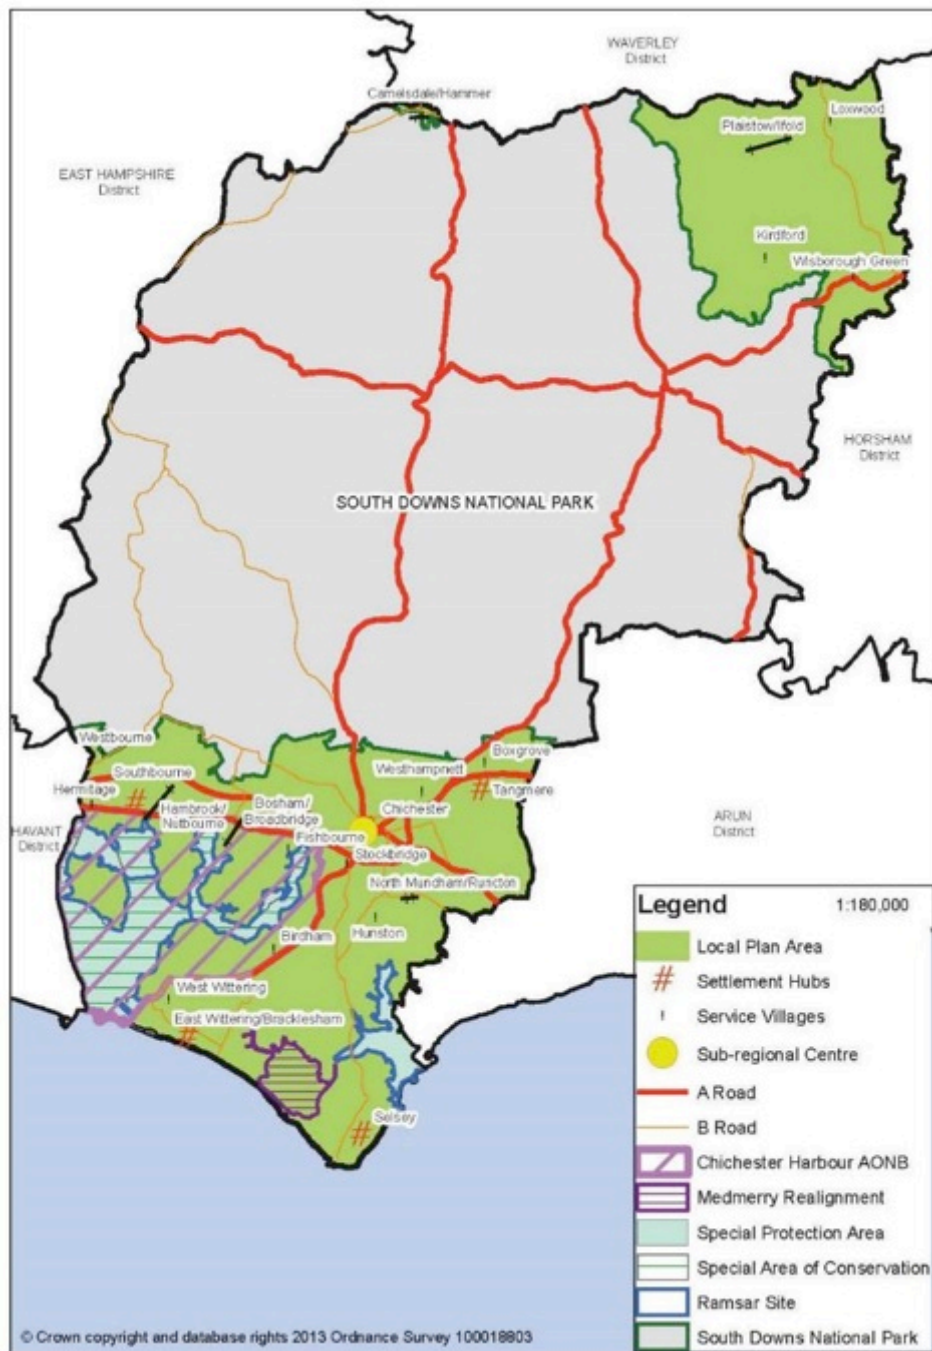 WAVERLEY
District
Camelsdale/Hammer
Loxwood
Plaistow/Ifold
EAST HAMPSHIRE
District
Kirdford
Wisborough Green
HORSHAM
District
SOUTH DOWNS NATIONAL PARK
Westbourne
Boxgrove
Southbourne
Westhampnett
Hermitage
Tangmere
Hambrook/
Nutbourne
Bosham/
Broadbridge
Chichester
HAVANT
District
Fishbourne
ARUN
District
Stockbridge
North Mundham/Runcton
Birdham
Hunston
West Wittering
East Wittering/Bracklesham
Selsey
Legend
1:180,000
Local Plan Area
Settlement Hubs
Service Villages
Sub-regional Centre
A Road
B Road
Chichester Harbour AONB
Medmerry Realignment
Special Protection Area
Special Area of Conservation
Ramsar Site
South Downs National Park
© Crown copyright and database rights 2013 Ordnance Survey 100018803